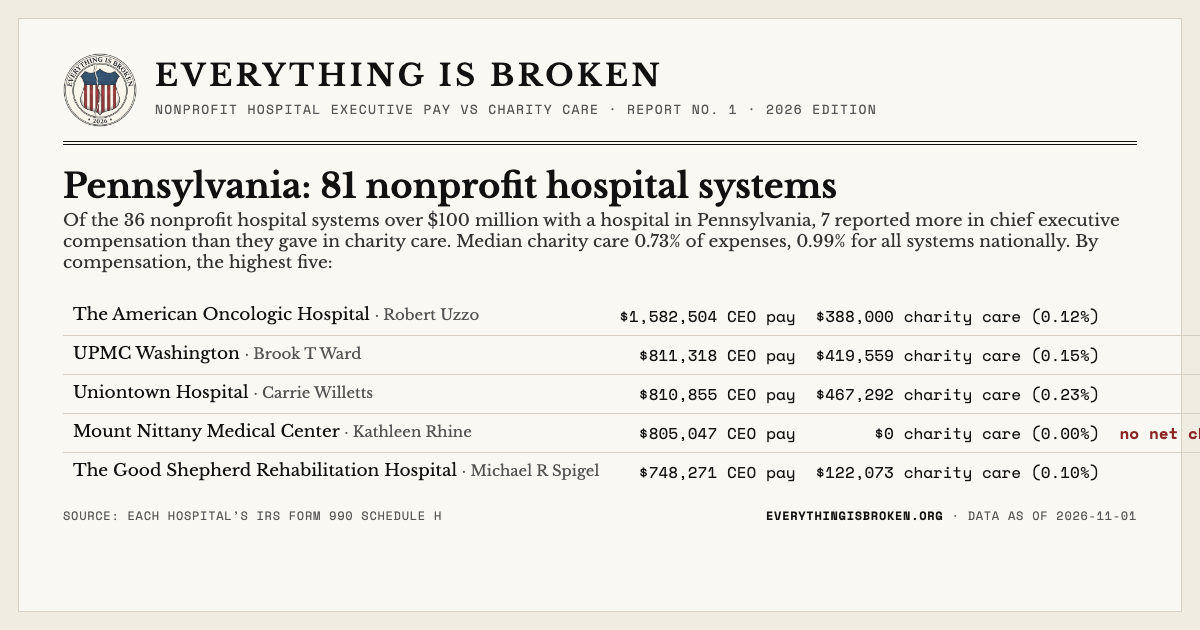 EVERYTHING IS BROKEN
2026
EVERYTHING IS BROKEN
NONPROFIT HOSPITAL EXECUTIVE PAY VS CHARITY CARE · REPORT NO. 1 · 2026 EDITION
Pennsylvania: 81 nonprofit hospital systems
Of the 36 nonprofit hospital systems over $100 million with a hospital in Pennsylvania, 7 reported more in chief executive
compensation than they gave in charity care. Median charity care 0.73% of expenses, 0.99% for all systems nationally. By
compensation, the highest five:
The American Oncologic Hospital · Robert Uzzo $1,582,504 CEO pay $388,000 charity care (0.12%)
UPMC Washington · Brook T Ward $811,318 CEO pay $419,559 charity care (0.15%)
Uniontown Hospital · Carrie Willetts $810,855 CEO pay $467,292 charity care (0.23%)
Mount Nittany Medical Center · Kathleen Rhine $805,047 CEO pay $0 charity care (0.00%) no net
The Good Shepherd Rehabilitation Hospital · Michael R Spigel $748,271 CEO pay $122,073 charity care (0.10%)
SOURCE: EACH HOSPITAL'S IRS FORM 990 SCHEDULE H
EVERYTHINGISBROKEN.ORG · DATA AS OF 2026-11-01